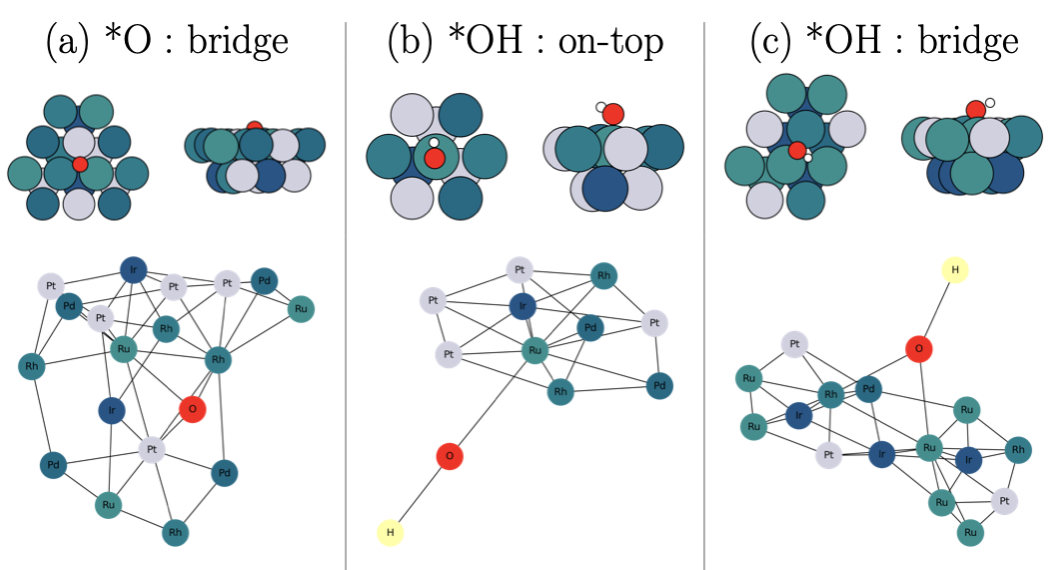 (a) *O : bridge
(b) *OH : on-top
(c) *OH : bridge
Ir
Pt
Pt
Pt
Pd
Pd
Ru
Pt
Rh
Ru
Rh
Rh
Ir
O
Pt
Pd
Pd
Ru
Rh
Pt
Rh
Pt
Ir
Pt
Pd
Ru
Pt
Pd
Rh
O
H
H
Pt
O
Ru
Pd
Rh
Ru
Ir
Ru
Pt
Ir
Ru
Ir
Rh
Ru
Pt
Ru